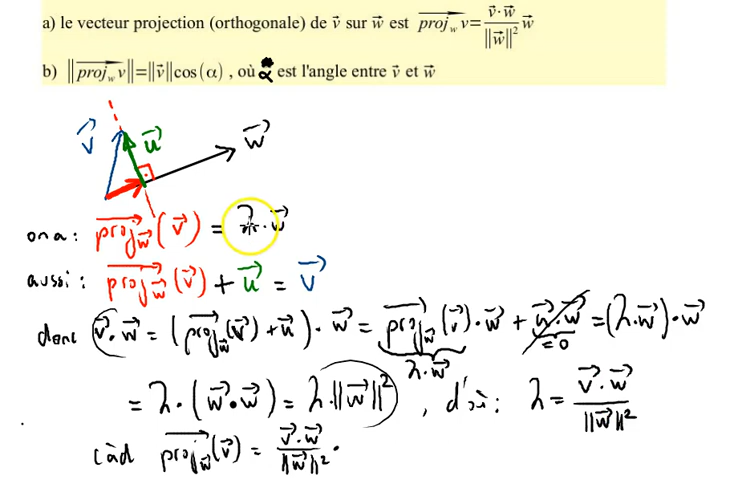 a) le vecteur projection (orthogonale) de v⃗ sur w⃗ est proj_w v = (v⃗·w⃗)/||w⃗||² w⃗
b) ||proj_w v|| = ||v⃗|| cos(α) , où α est l'angle entre v⃗ et w⃗
v⃗ u⃗ w⃗
on a : proj_w⃗ (v⃗) = λ · w⃗
aussi : proj_w⃗ (v⃗) + u⃗ = v⃗
donc v⃗ · w⃗ = (proj_w⃗ (v⃗) + u⃗) · w⃗ = proj_w⃗ (v⃗) · w⃗ + u⃗ · w⃗ = (λ · w⃗) · w⃗
λ · w⃗ = 0
= λ · (w⃗ • w⃗) = λ · ||w⃗||² , d'où : λ = (v⃗ · w⃗)/||w⃗||²
càd proj_w⃗ (v⃗) = (v⃗ · w⃗)/||w⃗||² ·